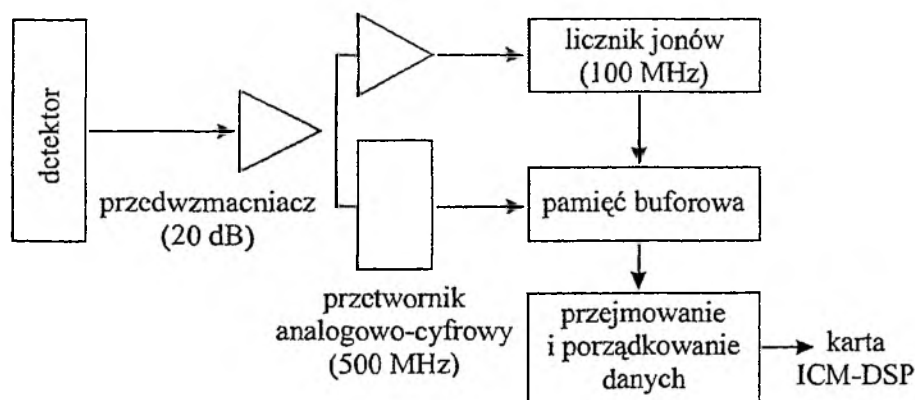 detektor
przedwzmacniacz
(20 dB)
licznik jonów
(100 MHz)
przetwornik
analogowo-cyfrowy
(500 MHz)
pamięć buforowa
przejmowanie
i porządkowanie
danych
karta
ICM-DSP